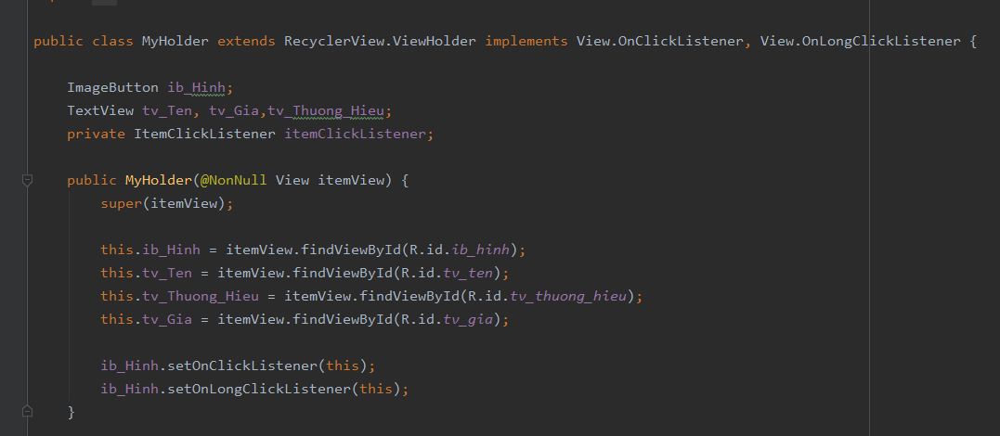 public class MyHolder extends RecyclerView.ViewHolder implements View.OnClickListener, View.OnLongClickListener {
ImageButton ib_Hinh;
TextView tv_Ten, tv_Gia,tv_Thuong_Hieu;
private ItemClickListener itemClickListener;
public MyHolder(@NonNull View itemView) {
super(itemView);
this.ib_Hinh = itemView.findViewById(R.id.ib_hinh);
this.tv_Ten = itemView.findViewById(R.id.tv_ten);
this.tv_Thuong_Hieu = itemView.findViewById(R.id.tv_thuong_hieu);
this.tv_Gia = itemView.findViewById(R.id.tv_gia);
ib_Hinh.setOnClickListener(this);
ib_Hinh.setOnLongClickListener(this);
}